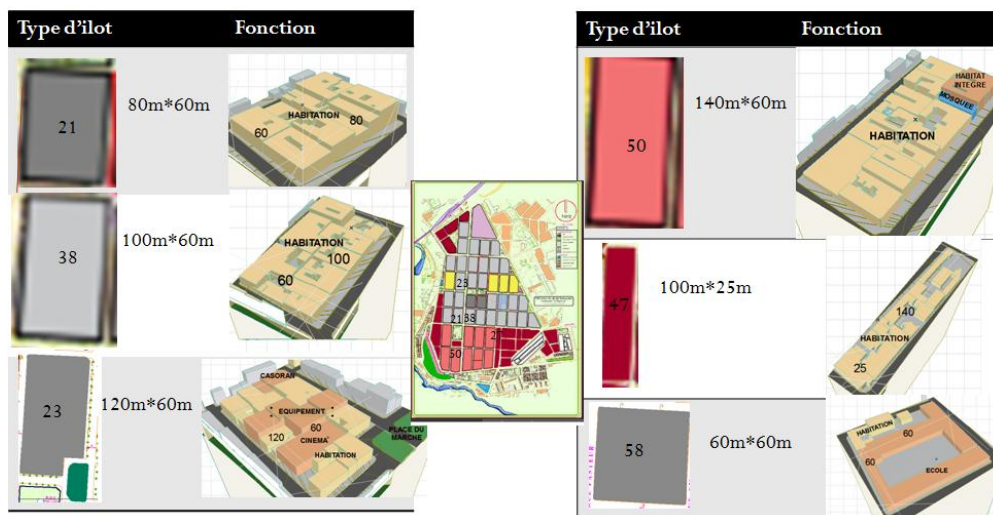 Type d'ilot Fonction
21
80m*60m
HABITATION
60
80
38
100m*60m
HABITATION
60
100
23
120m*60m
CASORAN
EQUIPEMENT
60
120
CINEMA
HABITATION
PLACE DU
MARCHE
23
21 38
27
50
Type d'ilot Fonction
50
140m*60m
HABITAT
INTEGRE
MOSQUEE
HABITATION
47
100m*25m
140
HABITATION
25
58
60m*60m
HABITATION
60
60
ECOLE